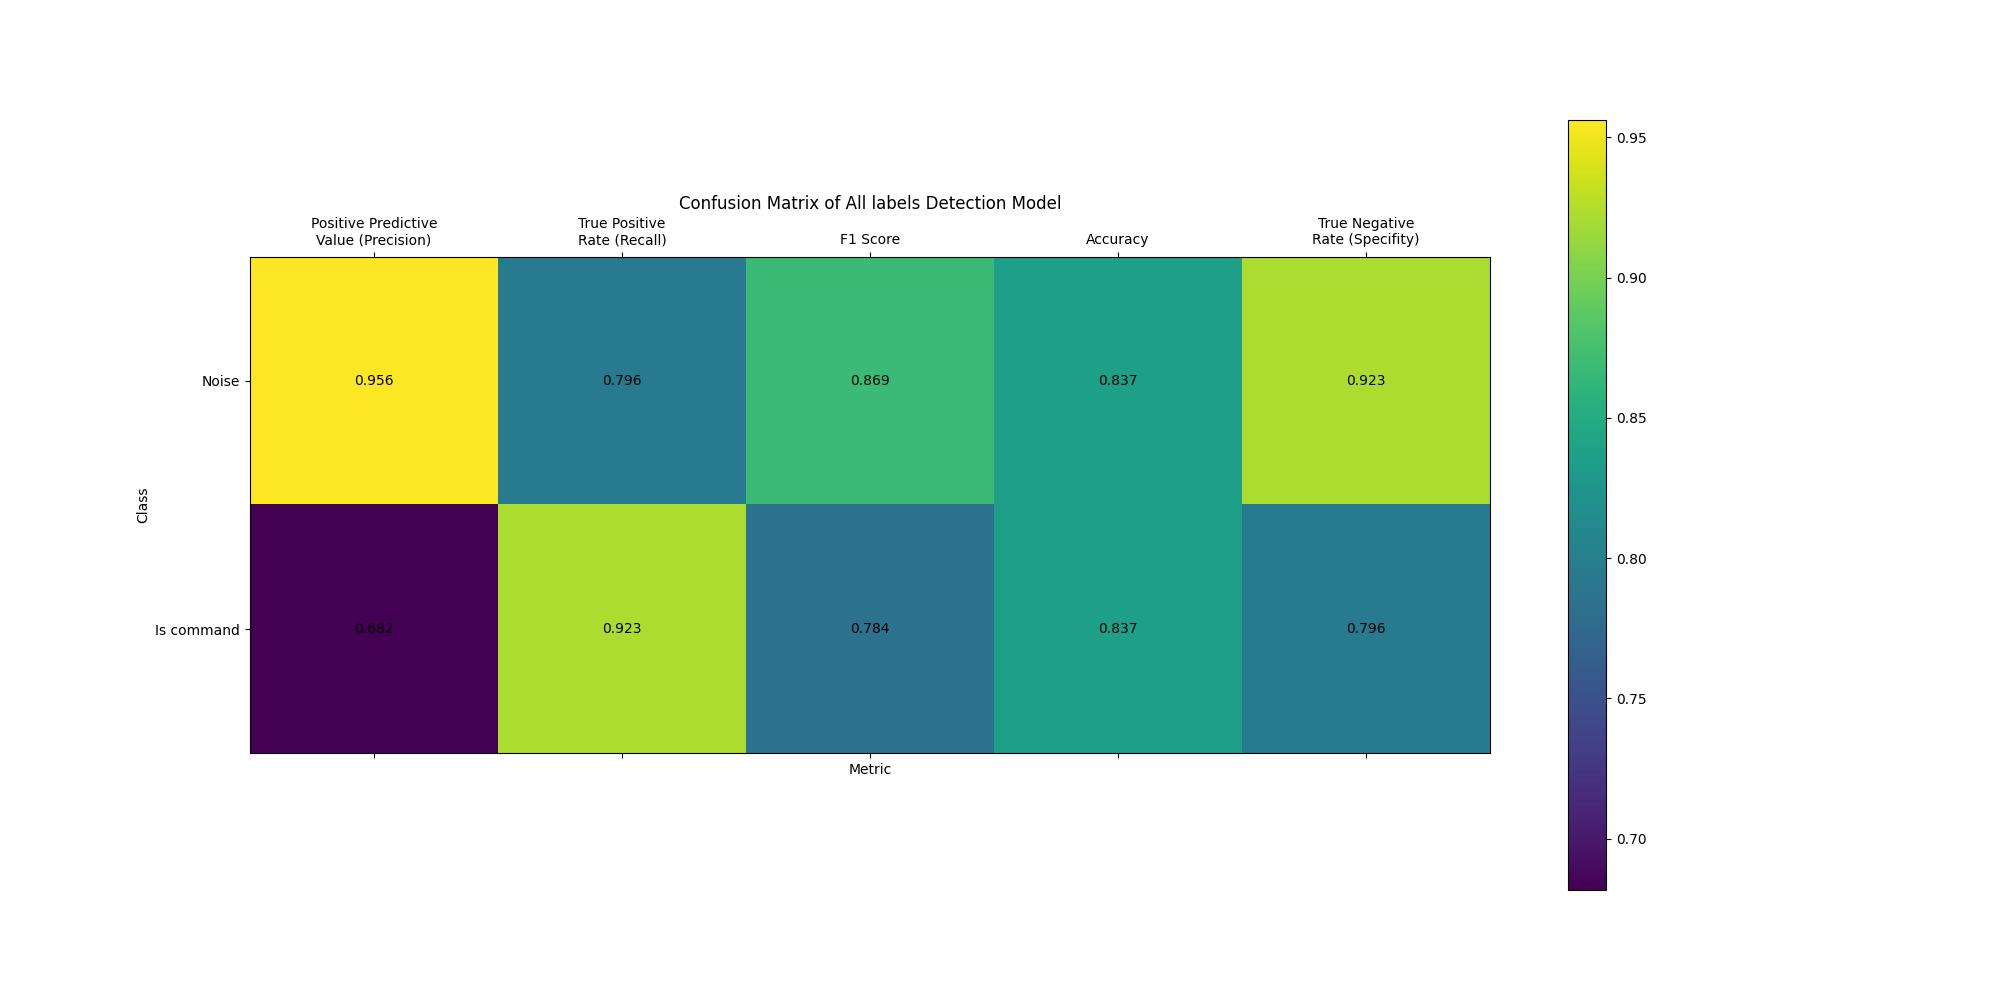 Confusion Matrix of All labels Detection Model
Positive Predictive
Value (Precision)
True Positive
Rate (Recall)
F1 Score
Accuracy
True Negative
Rate (Specifity)
Class
Noise
0.956
0.796
0.869
0.837
0.923
Is command
0.682
0.923
0.784
0.837
0.796
Metric
0.95
0.90
0.85
0.80
0.75
0.70